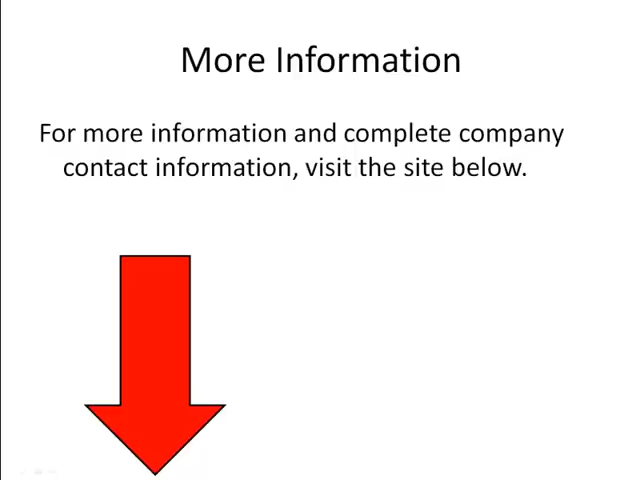 More Information
For more information and complete company
contact information, visit the site below.